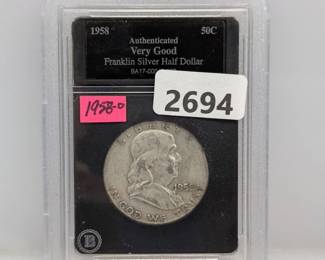 1958 50C
Authenticated
Very Good
Franklin Silver Half Dollar
1958-D
2694
LIBERTY
IN GOD WE TRUST
B